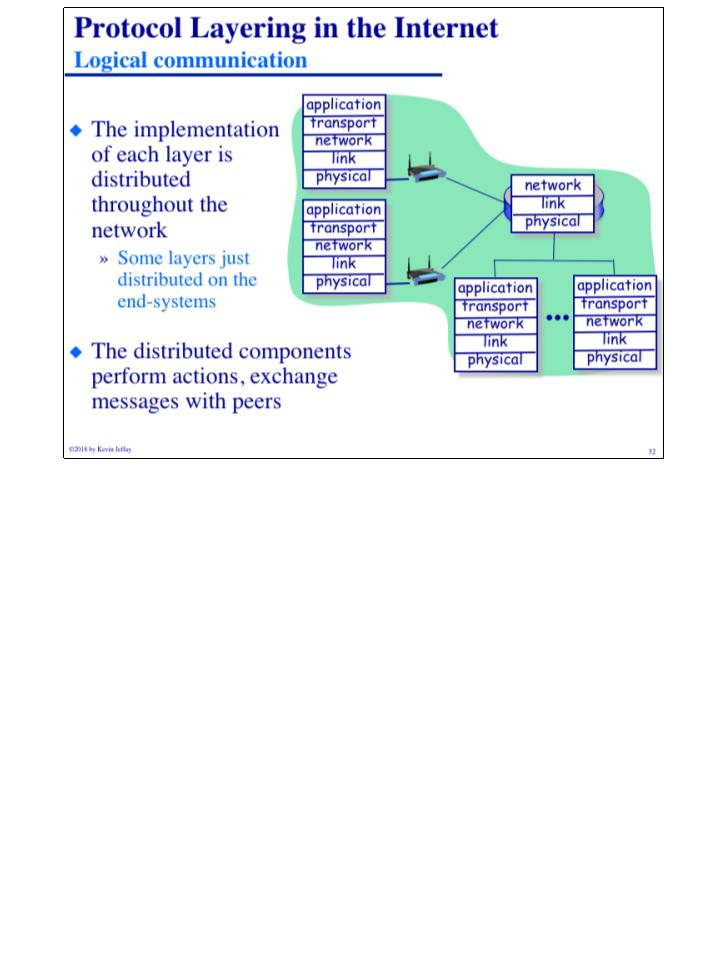 Protocol Layering in the Internet
Logical communication
◆ The implementation
of each layer is
distributed
throughout the
network
» Some layers just
distributed on the
end-systems
◆ The distributed components
perform actions, exchange
messages with peers
application
transport
network
link
physical
application
transport
network
link
physical
network
link
physical
application
transport
network
link
physical
•••
application
transport
network
link
physical
©2018 by Kevin Jeffay
32